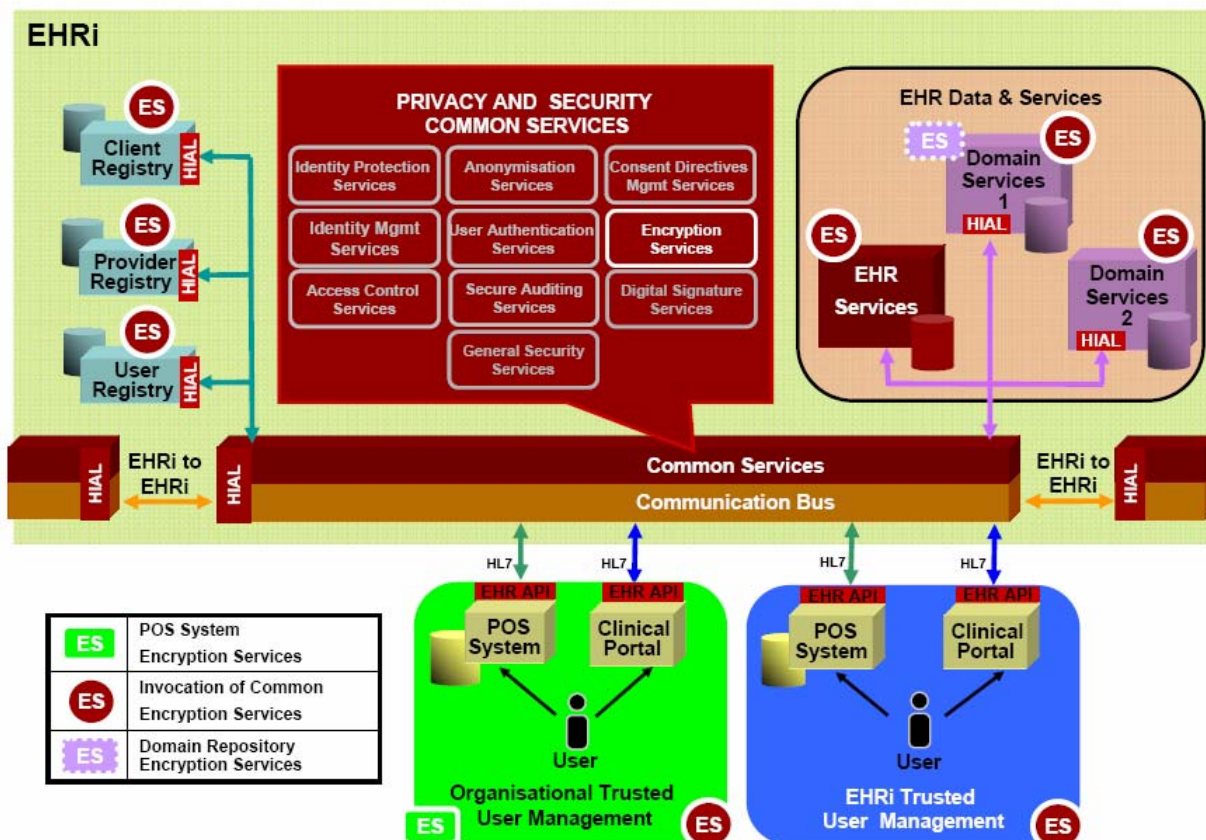 EHRi
ES
Client
Registry
HIAL
ES
Provider
Registry
HIAL
ES
User
Registry
HIAL
PRIVACY AND SECURITY
COMMON SERVICES
Identity Protection
Services
Anonymisation
Services
Consent Directives
Mgmt Services
Identity Mgmt
Services
User Authentication
Services
Encryption
Services
Access Control
Services
Secure Auditing
Services
Digital Signature
Services
General Security
Services
EHR Data & Services
ES
ES
Domain
Services
1
HIAL
ES
EHR
Services
ES
Domain
Services
2
HIAL
HIAL
EHRi to
EHRi
HIAL
Common Services
Communication Bus
EHRi to
EHRi
HIAL
HL7
HL7
HL7
HL7
EHR API
POS
System
EHR API
Clinical
Portal
User
Organisational Trusted
User Management
ES
ES
EHR API
POS
System
EHR API
Clinical
Portal
User
EHRi Trusted
User Management
ES
ES
POS System
Encryption Services
ES
Invocation of Common
Encryption Services
ES
Domain Repository
Encryption Services